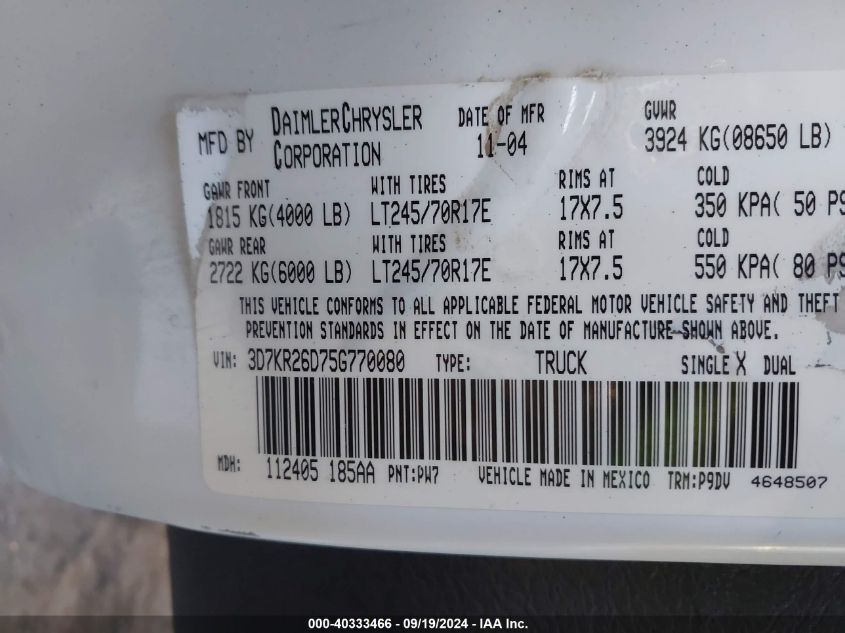 MFD BY DAIMLERCHRYSLER CORPORATION DATE OF MFR 11-04 GVWR 3924 KG(08650 LB)
GAWR FRONT WITH TIRES RIMS AT COLD
1815 KG(4000 LB) LT245/70R17E 17X7.5 350 KPA( 50 PS
GAWR REAR WITH TIRES RIMS AT COLD
2722 KG(6000 LB) LT245/70R17E 17X7.5 550 KPA( 80 PS
THIS VEHICLE CONFORMS TO ALL APPLICABLE FEDERAL MOTOR VEHICLE SAFETY AND THEFT
PREVENTION STANDARDS IN EFFECT ON THE DATE OF MANUFACTURE SHOWN ABOVE.
VIN: 3D7KR26D75G770080 TYPE: TRUCK SINGLE X DUAL
MDH: 112405 185AA PNT:PW7 VEHICLE MADE IN MEXICO TRM:P9DV 4648507
000-40333466 - 09/19/2024 - IAA Inc.